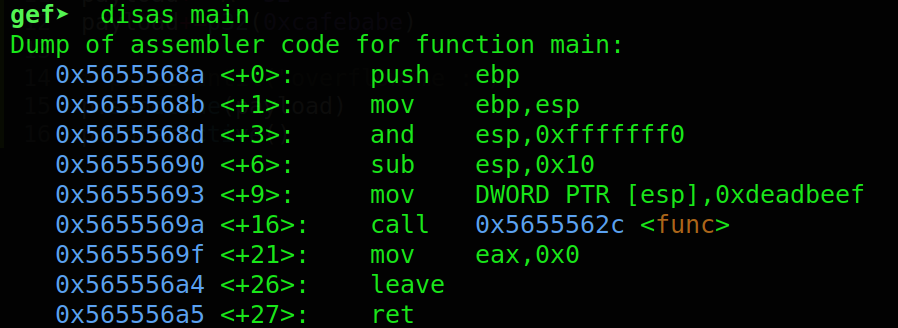 gef➤  disas main
Dump of assembler code for function main:
   0x5655568a <+0>:     push   ebp
   0x5655568b <+1>:     mov    ebp,esp
   0x5655568d <+3>:     and    esp,0xfffffff0
   0x56555690 <+6>:     sub    esp,0x10
   0x56555693 <+9>:     mov    DWORD PTR [esp],0xdeadbeef
   0x5655569a <+16>:    call   0x5655562c <func>
   0x5655569f <+21>:    mov    eax,0x0
   0x565556a4 <+26>:    leave
   0x565556a5 <+27>:    ret